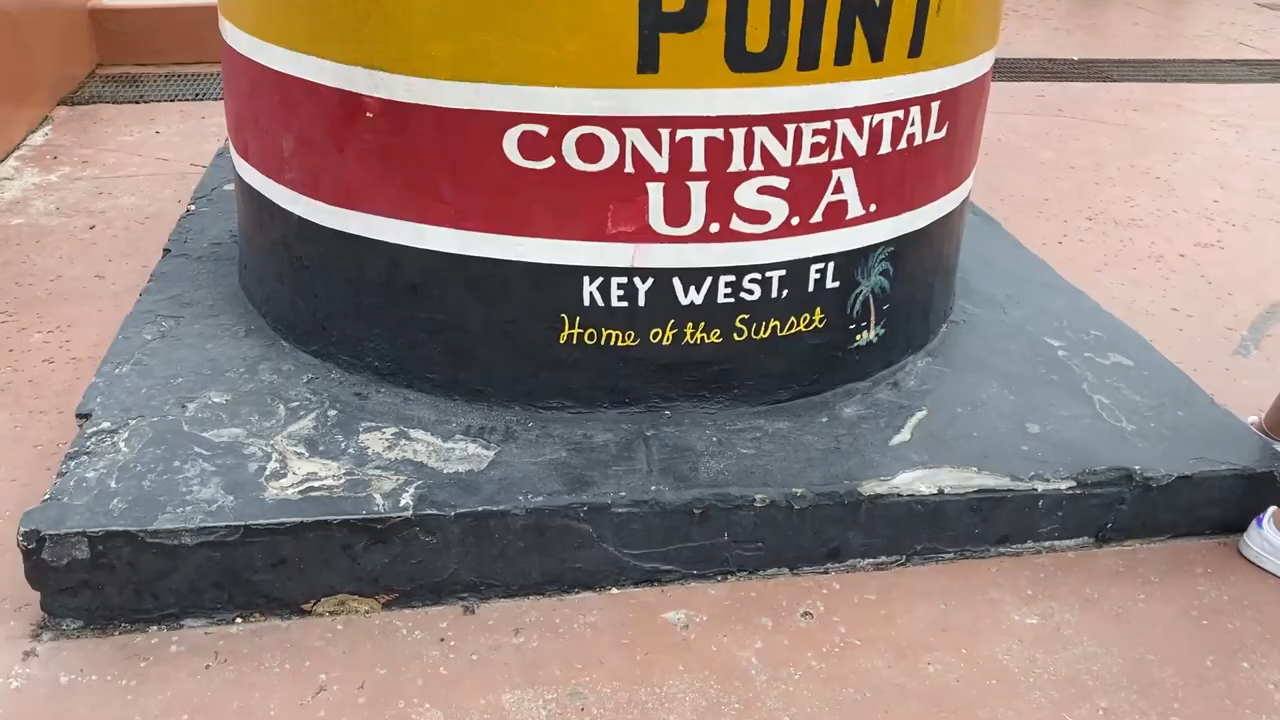 POINT
CONTINENTAL
U.S.A.
KEY WEST, FL
Home of the Sunset